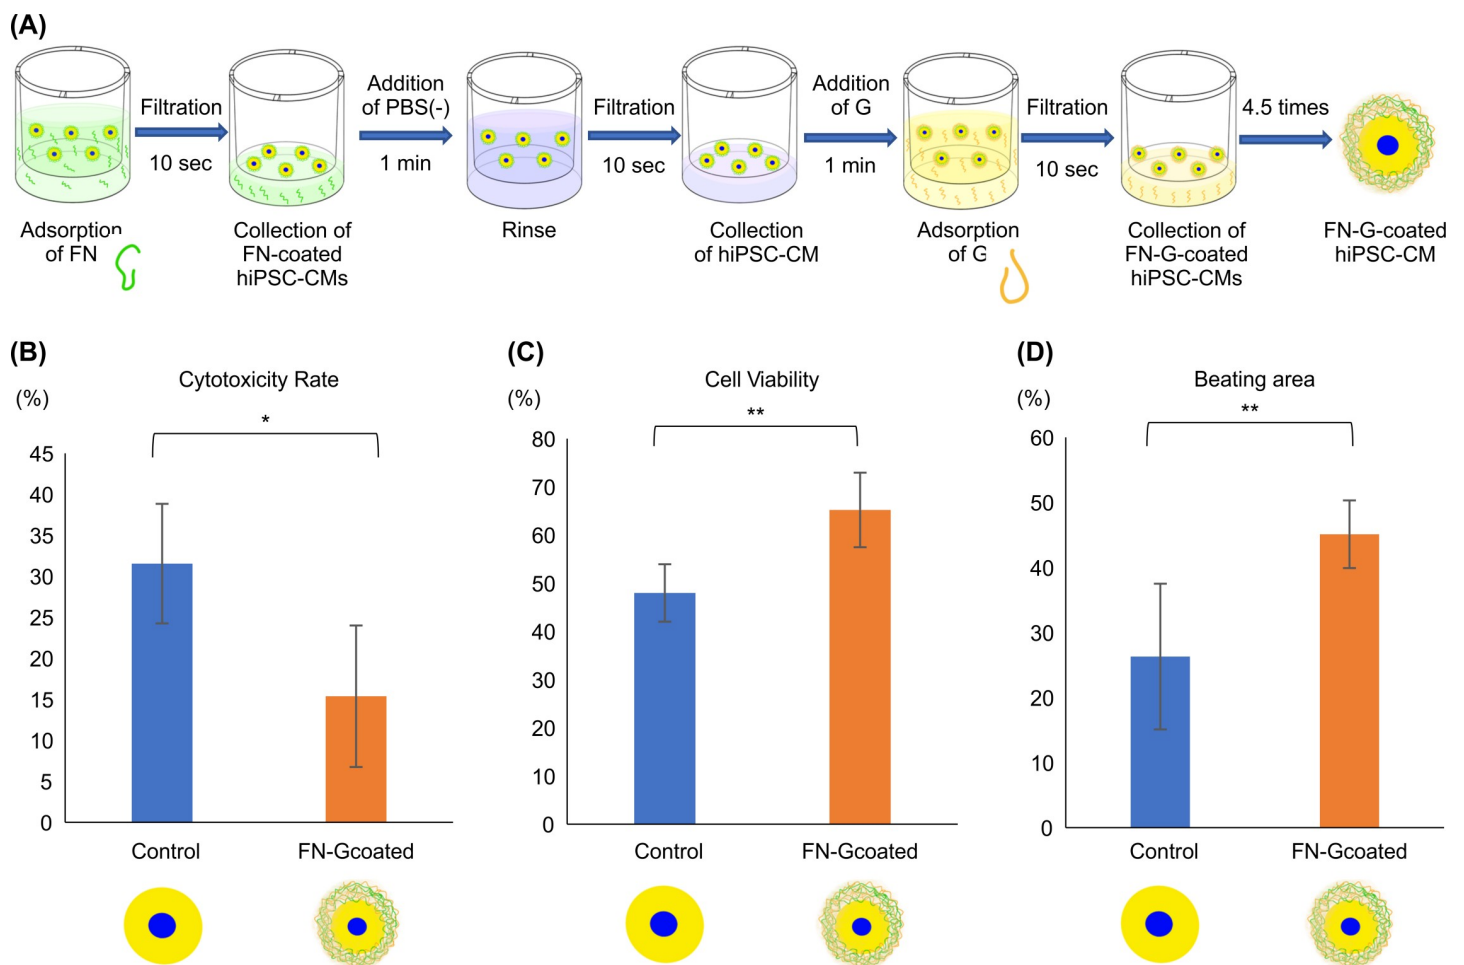 (A)
Filtration
10 sec
Addition
of PBS(-)
1 min
Filtration
10 sec
Addition
of G
1 min
Filtration
10 sec
4.5 times
Adsorption
of FN
Collection of
FN-coated
hiPSC-CMs
Rinse
Collection
of hiPSC-CM
Adsorption
of G
Collection of
FN-G-coated
hiPSC-CMs
FN-G-coated
hiPSC-CM
(B)
Cytotoxicity Rate
(%)
*
45
40
35
30
25
20
15
10
5
0
Control
FN-Gcoated
(C)
Cell Viability
(%)
**
80
70
60
50
40
30
20
10
0
Control
FN-Gcoated
(D)
Beating area
(%)
**
60
50
40
30
20
10
0
Control
FN-Gcoated